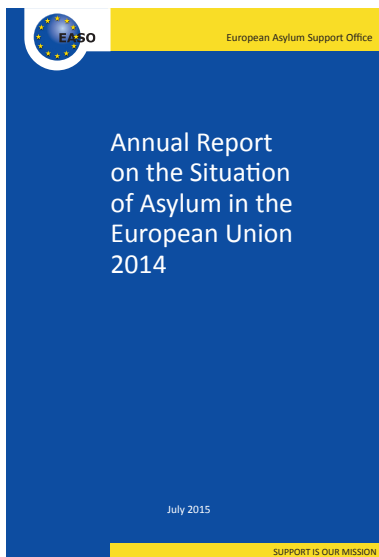 EASO
European Asylum Support Office
Annual Report
on the Situation
of Asylum in the
European Union
2014
July 2015
SUPPORT IS OUR MISSION